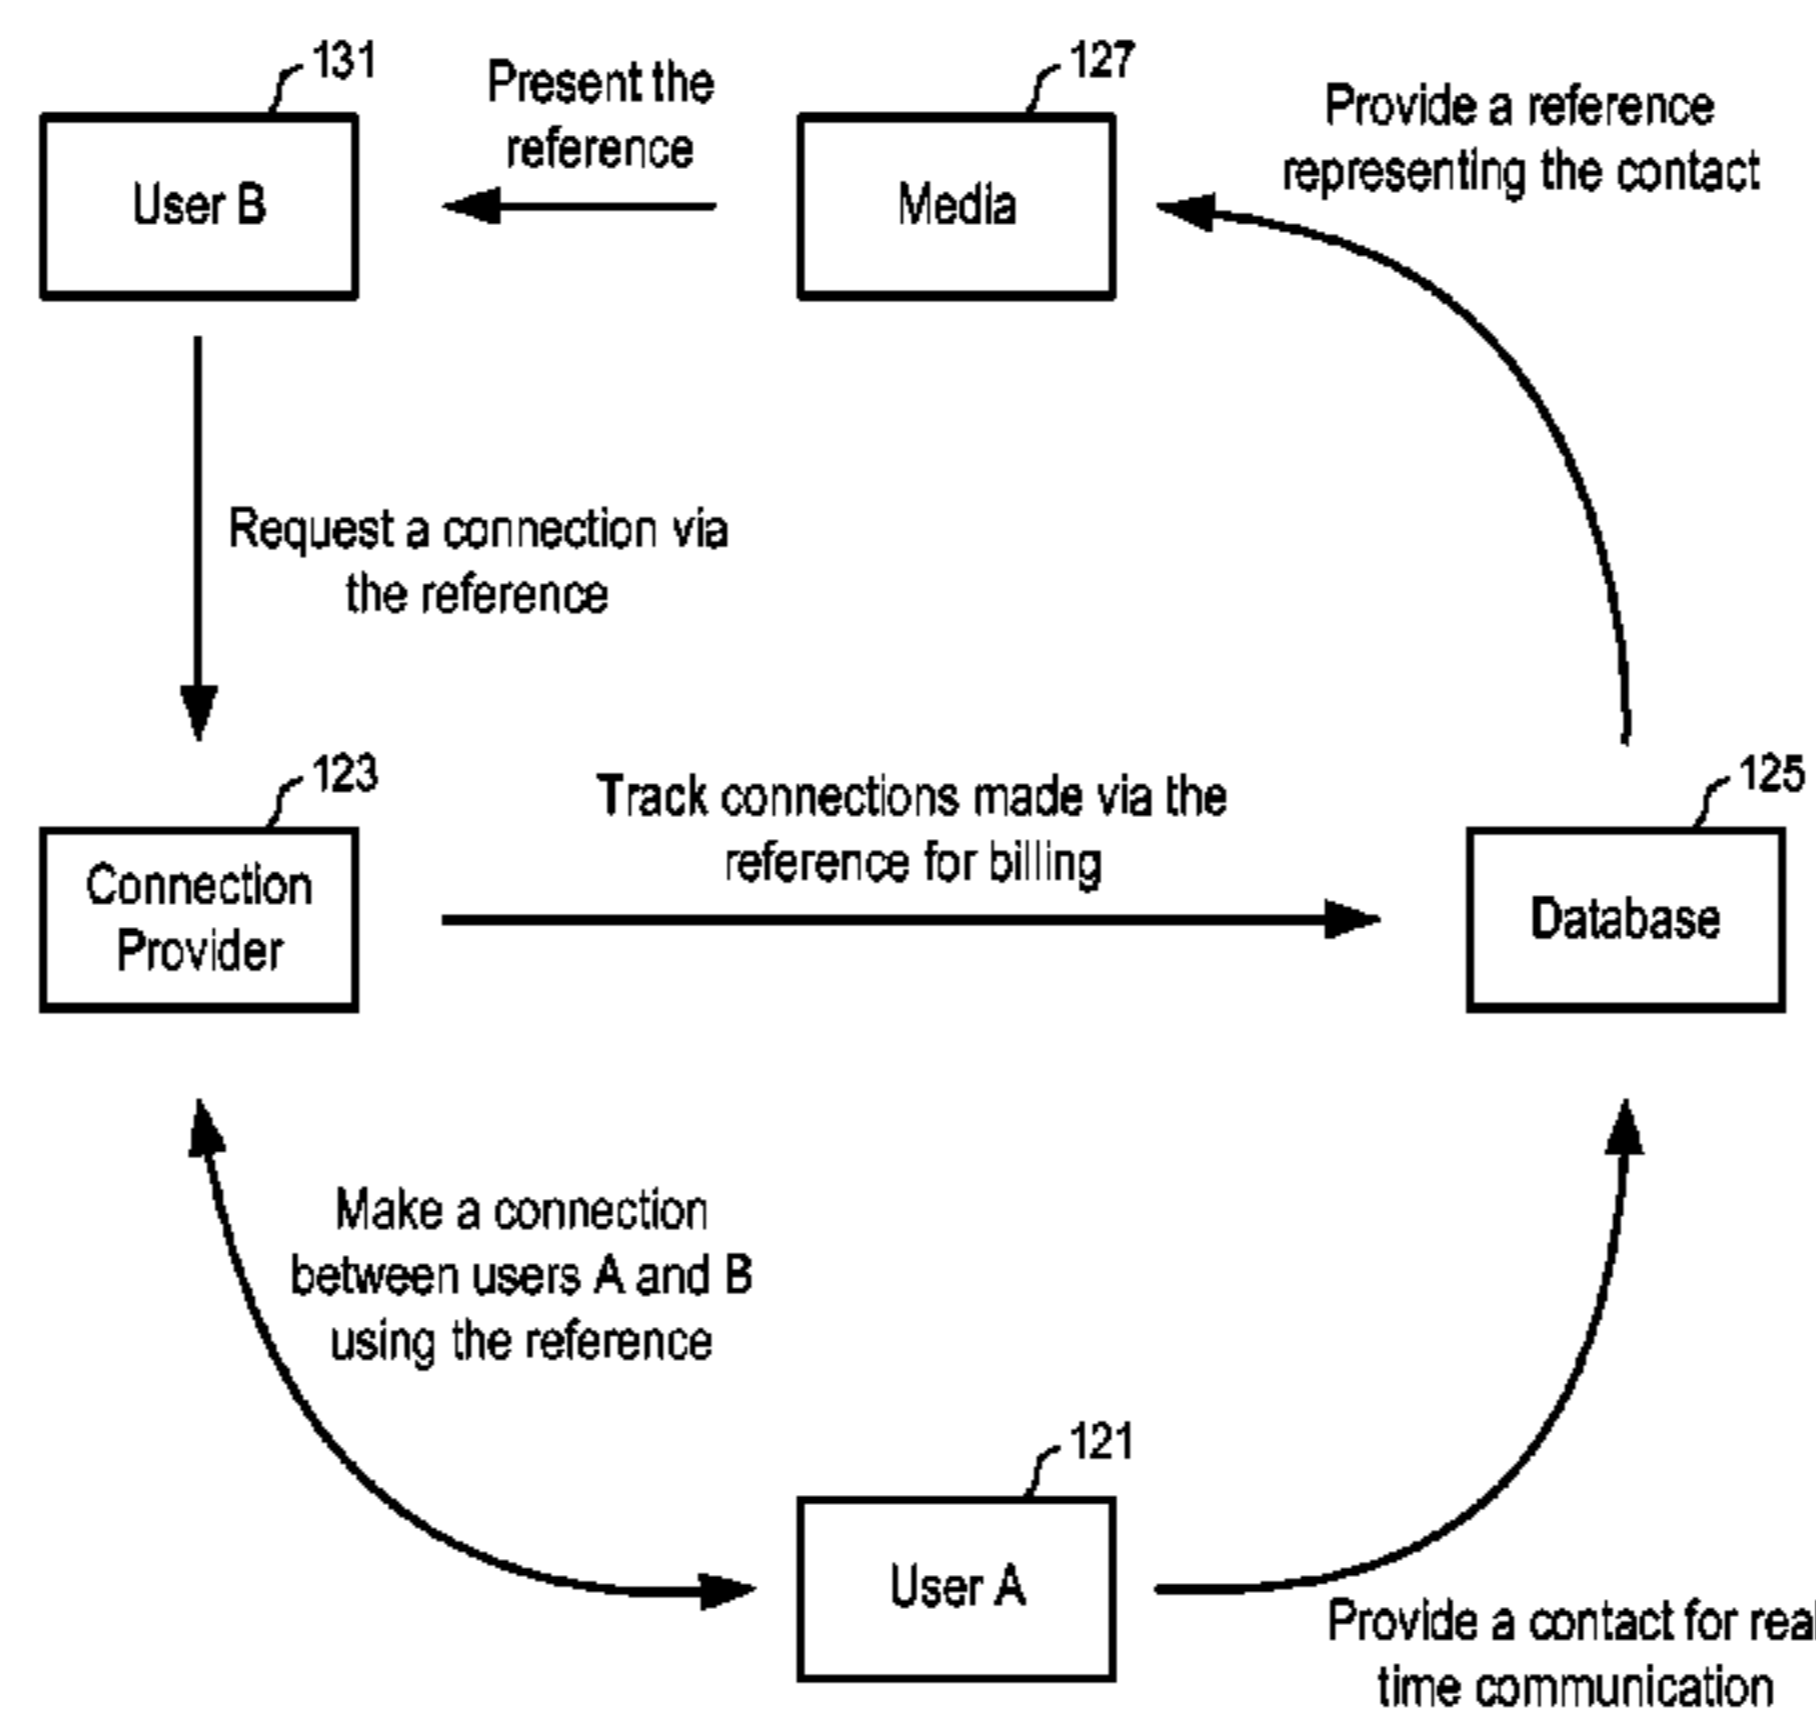 131
Present the
reference
127
Provide a reference
representing the contact
User B
Media
Request a connection via
the reference
123
Track connections made via the
reference for billing
125
Connection
Provider
Database
Make a connection
between users A and B
using the reference
121
User A
Provide a contact for real
time communication